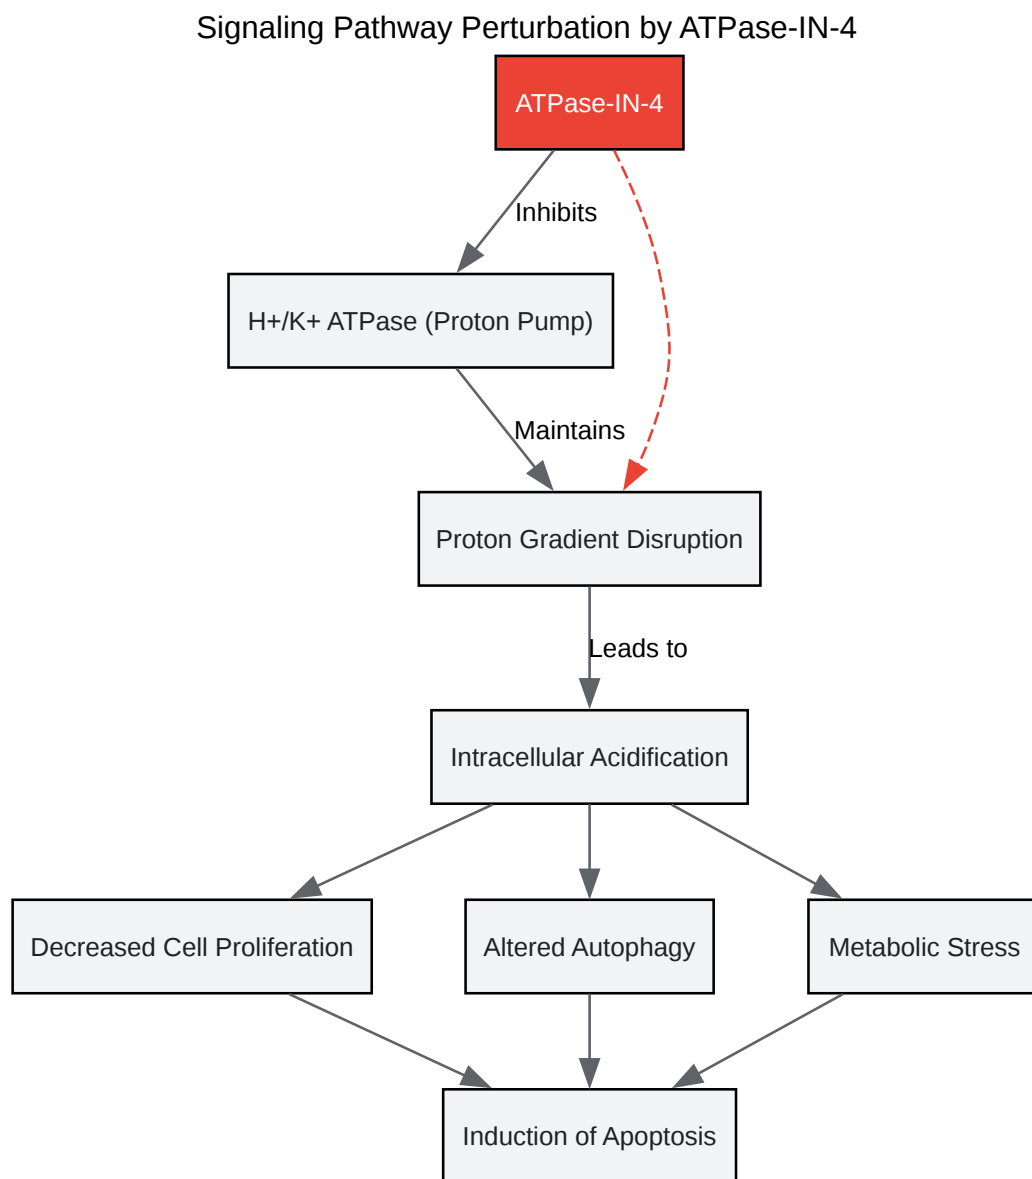 Signaling Pathway Perturbation by ATPase-IN-4
ATPase-IN-4
Inhibits
H+/K+ ATPase (Proton Pump)
Maintains
Proton Gradient Disruption
Leads to
Intracellular Acidification
Decreased Cell Proliferation
Altered Autophagy
Metabolic Stress
Induction of Apoptosis